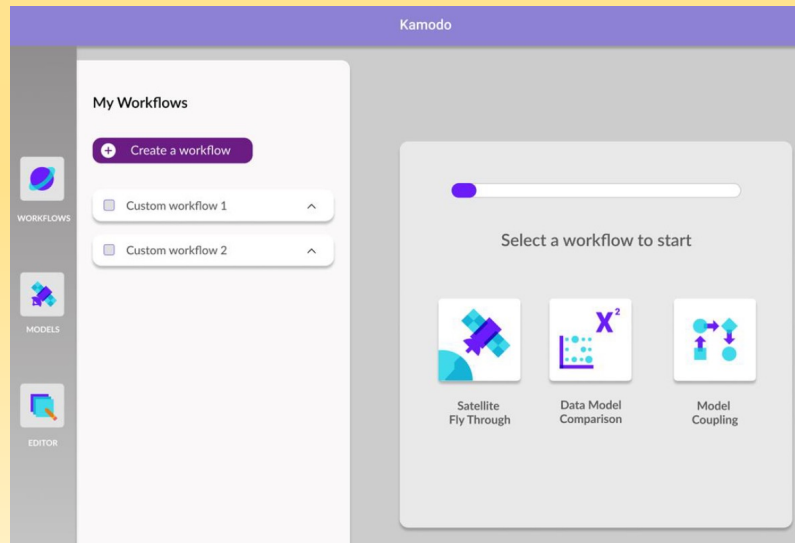 Kamodo
WORKFLOWS
MODELS
EDITOR
My Workflows
Create a workflow
Custom workflow 1
Custom workflow 2
Select a workflow to start
X²
Satellite
Fly Through
Data Model
Comparison
Model
Coupling